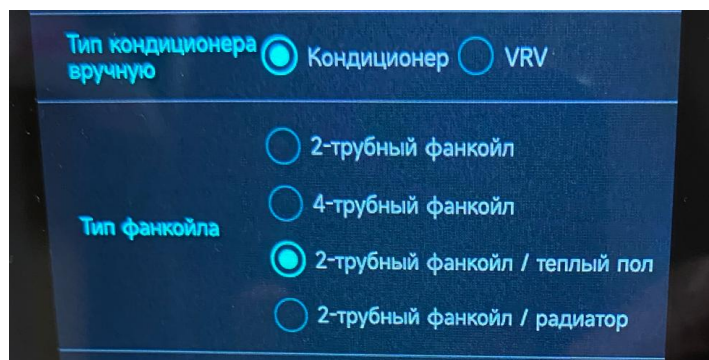 Тип кондиционера
вручную
Кондиционер
VRV
2-трубный фанкойл
4-трубный фанкойл
Тип фанкойла
2-трубный фанкойл / теплый пол
2-трубный фанкойл / радиатор